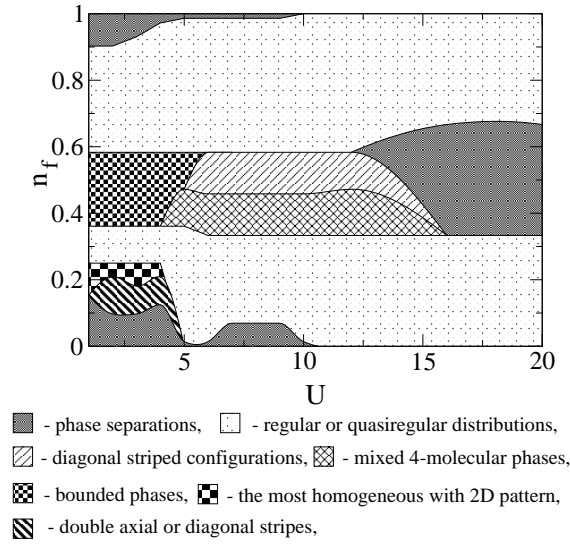 1
0.8
0.6
n_f
0.4
0.2
0
5
10
15
20
U
- phase separations, - regular or quasiregular distributions,
- diagonal striped configurations, - mixed 4-molecular phases,
- bounded phases, - the most homogeneous with 2D pattern,
- double axial or diagonal stripes,